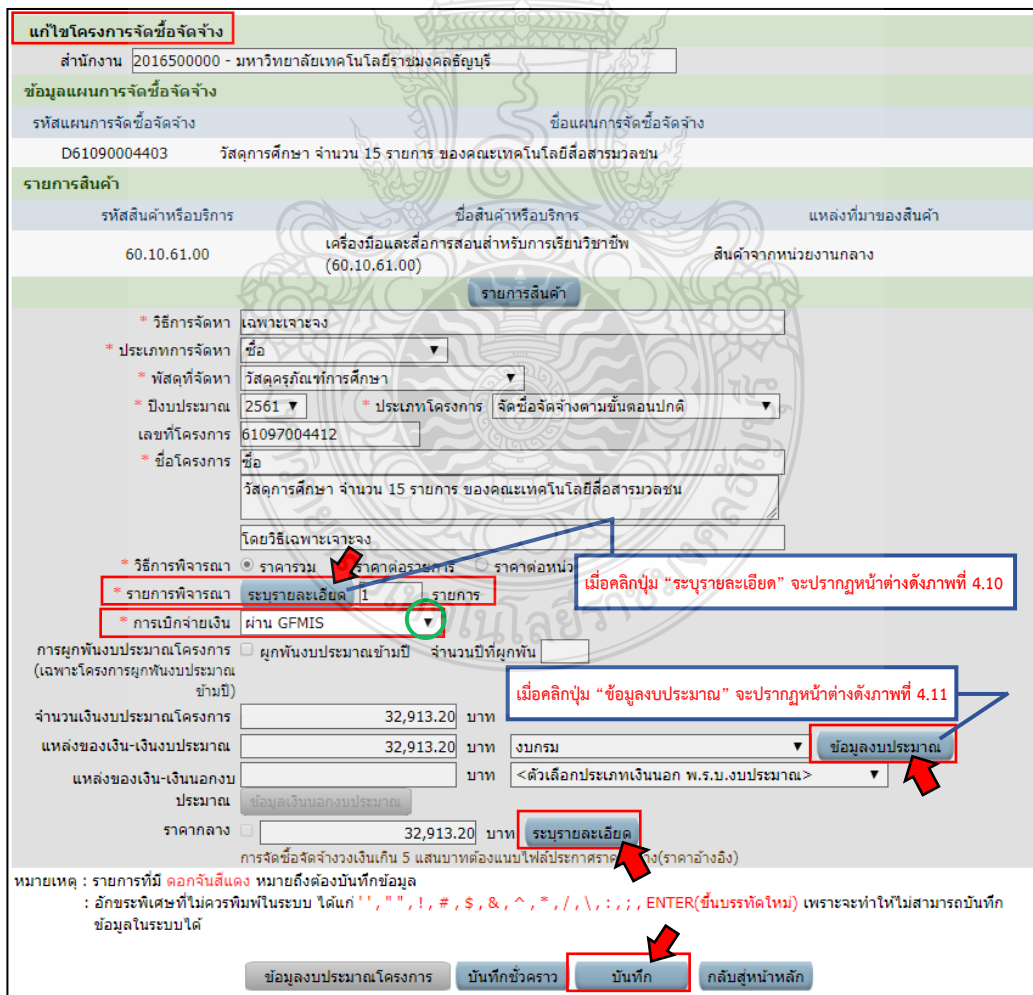 แก้ไขโครงการจัดซื้อจัดจ้าง
สำนักงาน 2016500000 - มหาวิทยาลัยเทคโนโลยีราชมงคลธัญบุรี
ข้อมูลแผนการจัดซื้อจัดจ้าง
รหัสแผนการจัดซื้อจัดจ้าง ชื่อแผนการจัดซื้อจัดจ้าง
D61090004403 วัสดุการศึกษา จำนวน 15 รายการ ของคณะเทคโนโลยีสื่อสารมวลชน
รายการสินค้า
รหัสสินค้าหรือบริการ ชื่อสินค้าหรือบริการ แหล่งที่มาของสินค้า
60.10.61.00 เครื่องมือและสื่อการสอนสำหรับการเรียนวิชาชีพ (60.10.61.00) สินค้าจากหน่วยงานกลาง
รายการสินค้า
* วิธีการจัดหา เฉพาะเจาะจง
* ประเภทการจัดหา ซื้อ
* พัสดุที่จัดหา วัสดุครุภัณฑ์การศึกษา
* ปีงบประมาณ 2561 * ประเภทโครงการ จัดซื้อจัดจ้างตามขั้นตอนปกติ
เลขที่โครงการ 61097004412
* ชื่อโครงการ ซื้อ
วัสดุการศึกษา จำนวน 15 รายการ ของคณะเทคโนโลยีสื่อสารมวลชน
โดยวิธีเฉพาะเจาะจง
* วิธีการพิจารณา ราคารวม ราคาต่อรายการ ราคาต่อหน่ว
เมื่อคลิกปุ่ม “ระบุรายละเอียด” จะปรากฏหน้าต่างดังภาพที่ 4.10
* รายการพิจารณา ระบุรายละเอียด 1 รายการ
* การเบิกจ่ายเงิน ผ่าน GFMIS
การผูกพันงบประมาณโครงการ ผูกพันงบประมาณข้ามปี จำนวนปีที่ผูกพัน
(เฉพาะโครงการผูกพันงบประมาณ
ข้ามปี)
เมื่อคลิกปุ่ม “ข้อมูลงบประมาณ” จะปรากฏหน้าต่างดังภาพที่ 4.11
จำนวนเงินงบประมาณโครงการ 32,913.20 บาท
แหล่งของเงิน-เงินงบประมาณ 32,913.20 บาท งบกรม ข้อมูลงบประมาณ
แหล่งของเงิน-เงินนอกงบ บาท <ตัวเลือกประเภทเงินนอก พ.ร.บ.งบประมาณ>
ประมาณ ข้อมูลเงินนอกงบประมาณ
ราคากลาง 32,913.20 บาท ระบุรายละเอียด
การจัดซื้อจัดจ้างวงเงินเกิน 5 แสนบาทต้องแนบไฟล์ประกาศราคากลาง(ราคาอ้างอิง)
หมายเหตุ : รายการที่มี ดอกจันสีแดง หมายถึงต้องบันทึกข้อมูล
: อักขระพิเศษที่ไม่ควรพิมพ์ในระบบ ได้แก่ ' ' , " " , ! , # , $ , & , ^ , * , / , \ , : , ; , ENTER(ขึ้นบรรทัดใหม่) เพราะจะทำให้ไม่สามารถบันทึก
ข้อมูลในระบบได้
ข้อมูลงบประมาณโครงการ บันทึกชั่วคราว บันทึก กลับสู่หน้าหลัก